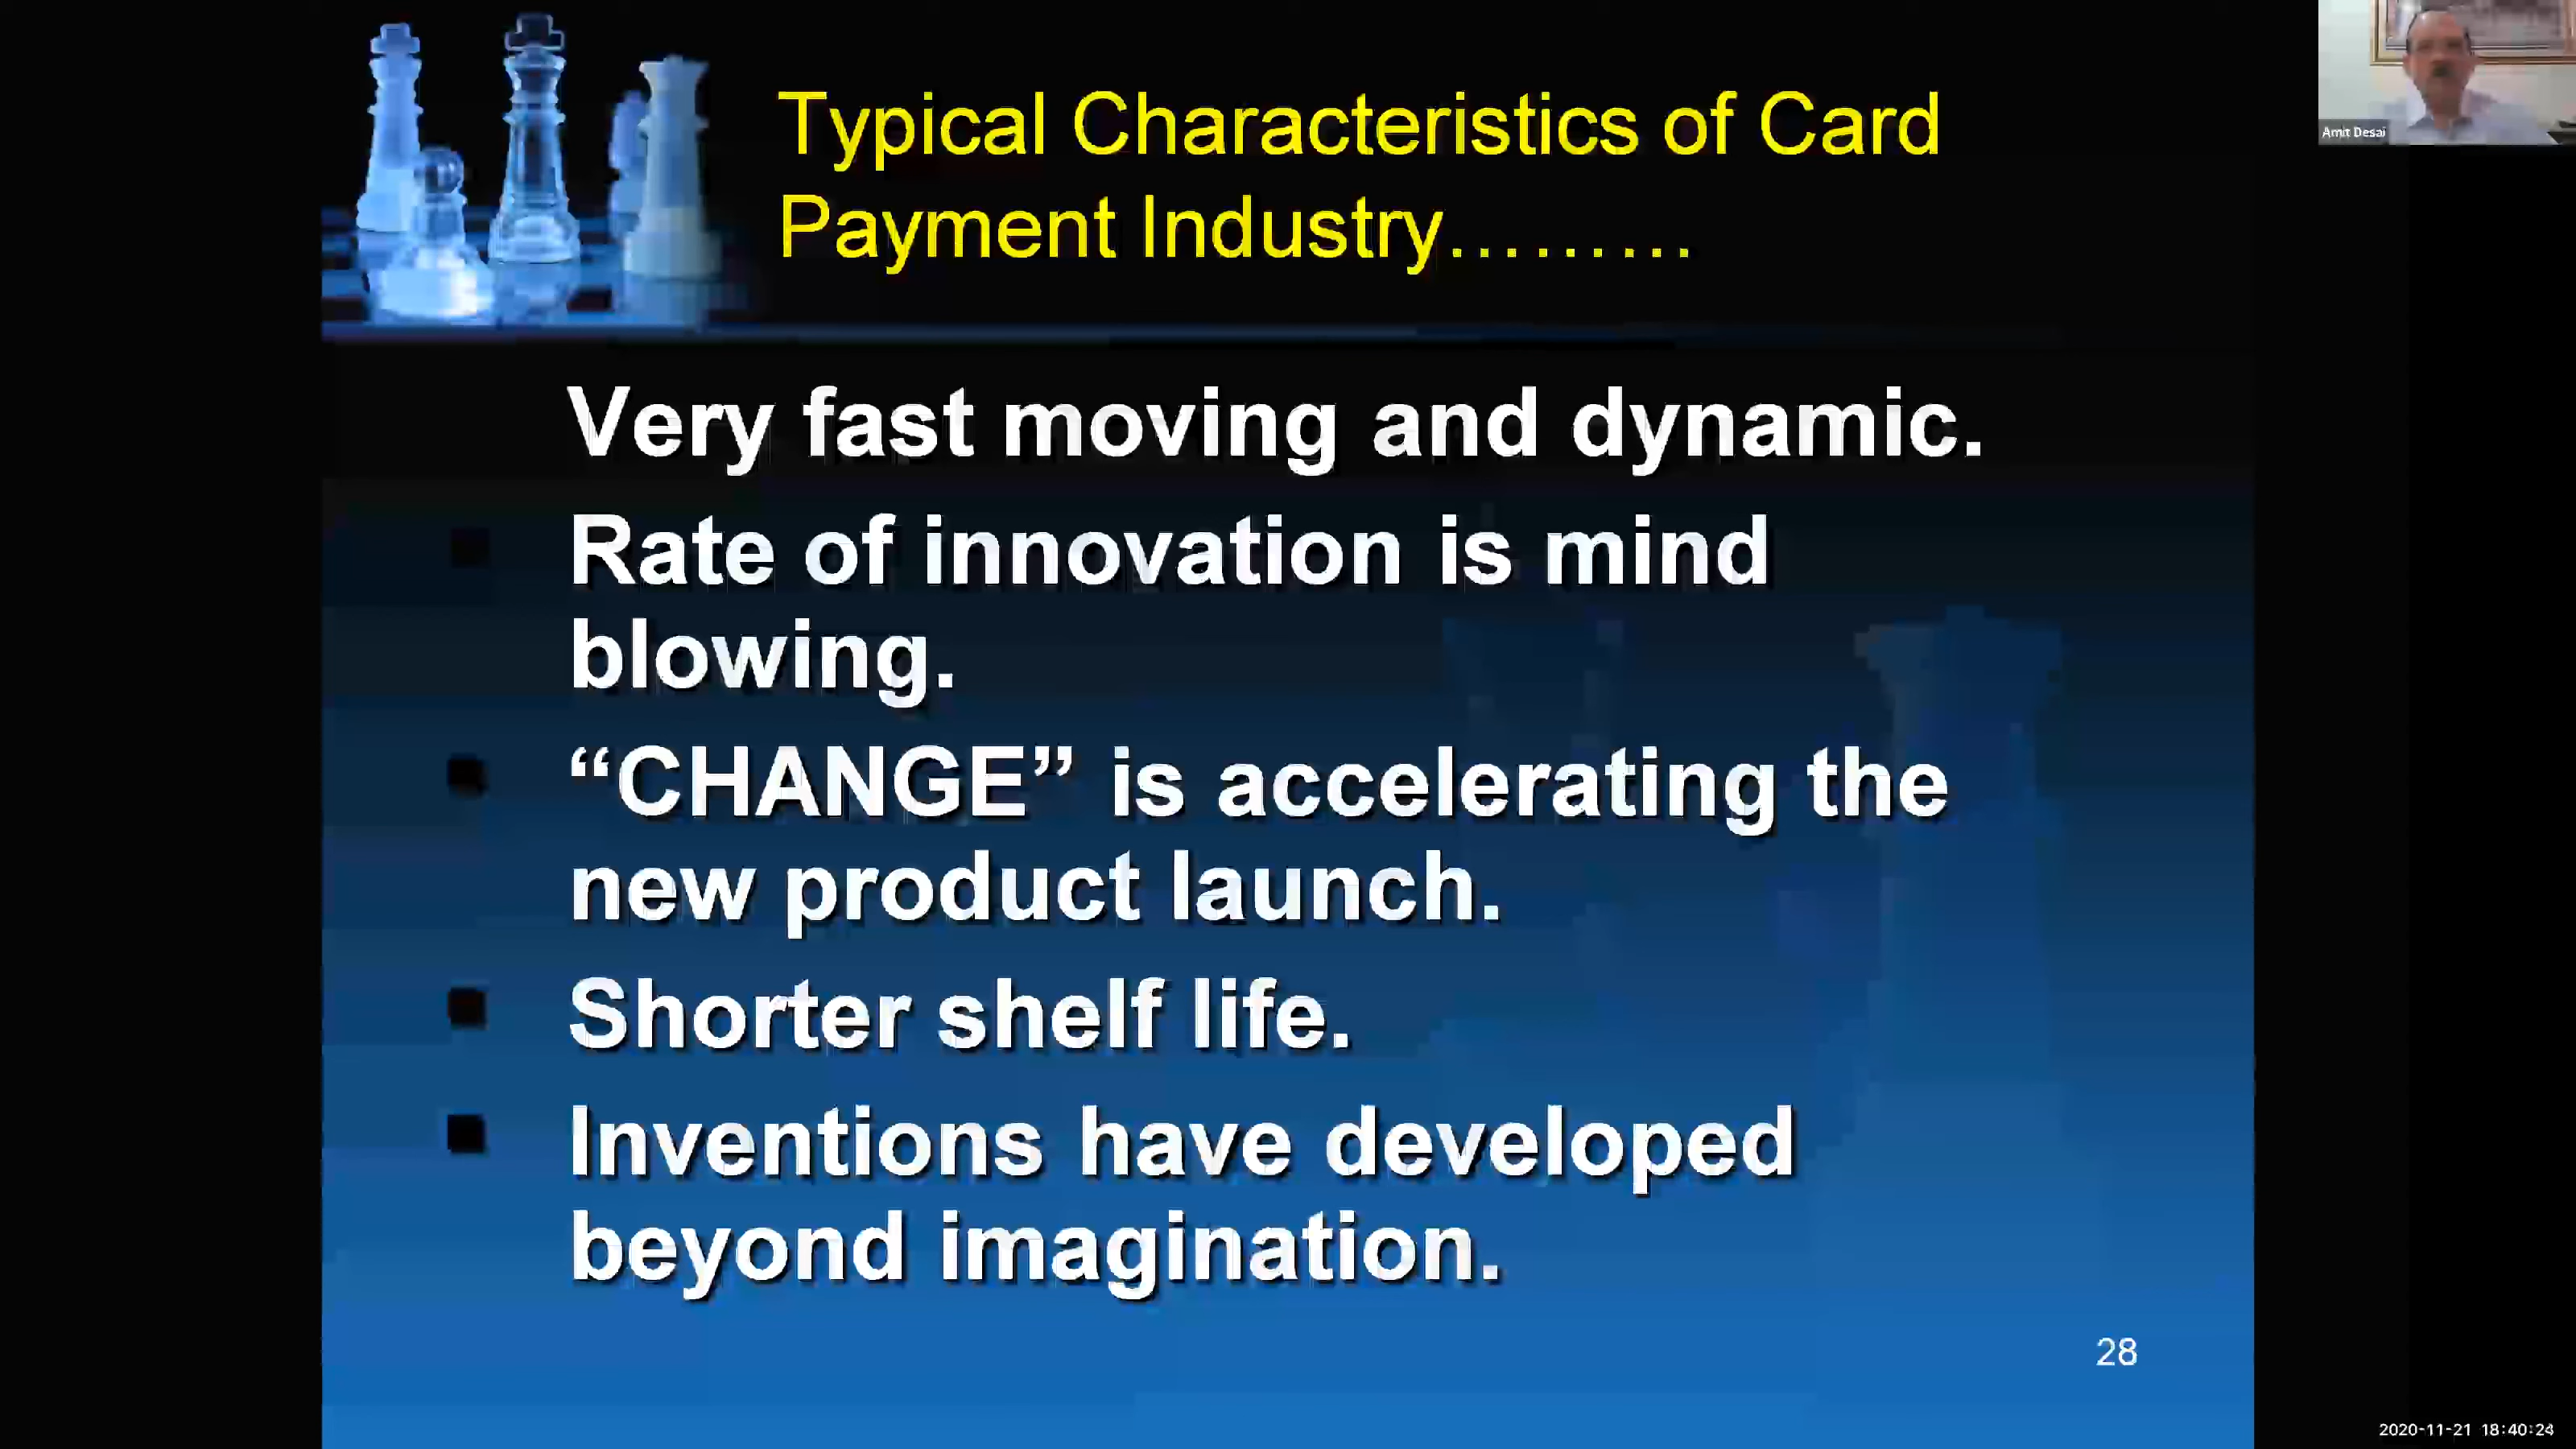 Typical Characteristics of Card
Payment Industry………
Amit Desai
Very fast moving and dynamic.
Rate of innovation is mind
blowing.
“CHANGE” is accelerating the
new product launch.
Shorter shelf life.
Inventions have developed
beyond imagination.
28
2020-11-21 18:40:24